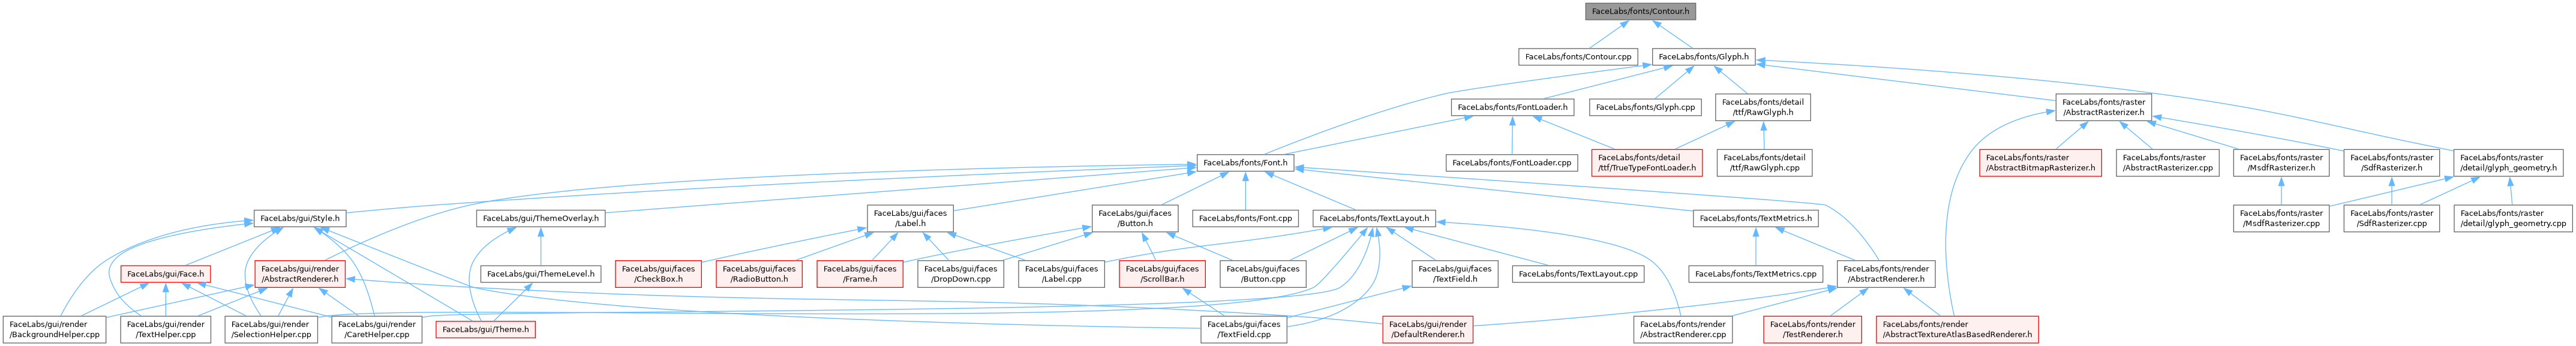 FaceLabs/fonts/Contour.h
FaceLabs/fonts/Contour.cpp
FaceLabs/fonts/Glyph.h
FaceLabs/fonts/FontLoader.h
FaceLabs/fonts/Glyph.cpp
FaceLabs/fonts/detail
/ttf/RawGlyph.h
FaceLabs/fonts/raster
/AbstractRasterizer.h
FaceLabs/fonts/Font.h
FaceLabs/fonts/FontLoader.cpp
FaceLabs/fonts/detail
/ttf/TrueTypeFontLoader.h
FaceLabs/fonts/detail
/ttf/RawGlyph.cpp
FaceLabs/fonts/raster
/AbstractBitmapRasterizer.h
FaceLabs/fonts/raster
/AbstractRasterizer.cpp
FaceLabs/fonts/raster
/MsdfRasterizer.h
FaceLabs/fonts/raster
/SdfRasterizer.h
FaceLabs/fonts/raster
/detail/glyph_geometry.h
FaceLabs/gui/Style.h
FaceLabs/gui/ThemeOverlay.h
FaceLabs/gui/faces
/Label.h
FaceLabs/gui/faces
/Button.h
FaceLabs/fonts/Font.cpp
FaceLabs/fonts/TextLayout.h
FaceLabs/fonts/TextMetrics.h
FaceLabs/fonts/raster
/MsdfRasterizer.cpp
FaceLabs/fonts/raster
/SdfRasterizer.cpp
FaceLabs/fonts/raster
/detail/glyph_geometry.cpp
FaceLabs/gui/Face.h
FaceLabs/gui/render
/AbstractRenderer.h
FaceLabs/gui/ThemeLevel.h
FaceLabs/gui/faces
/CheckBox.h
FaceLabs/gui/faces
/RadioButton.h
FaceLabs/gui/faces
/Frame.h
FaceLabs/gui/faces
/DropDown.cpp
FaceLabs/gui/faces
/Label.cpp
FaceLabs/gui/faces
/ScrollBar.h
FaceLabs/gui/faces
/Button.cpp
FaceLabs/gui/faces
/TextField.h
FaceLabs/fonts/TextLayout.cpp
FaceLabs/fonts/TextMetrics.cpp
FaceLabs/fonts/render
/AbstractRenderer.h
FaceLabs/gui/render
/BackgroundHelper.cpp
FaceLabs/gui/render
/TextHelper.cpp
FaceLabs/gui/render
/SelectionHelper.cpp
FaceLabs/gui/render
/CaretHelper.cpp
FaceLabs/gui/Theme.h
FaceLabs/gui/faces
/TextField.cpp
FaceLabs/gui/render
/DefaultRenderer.h
FaceLabs/fonts/render
/AbstractRenderer.cpp
FaceLabs/fonts/render
/TestRenderer.h
FaceLabs/fonts/render
/AbstractTextureAtlasBasedRenderer.h